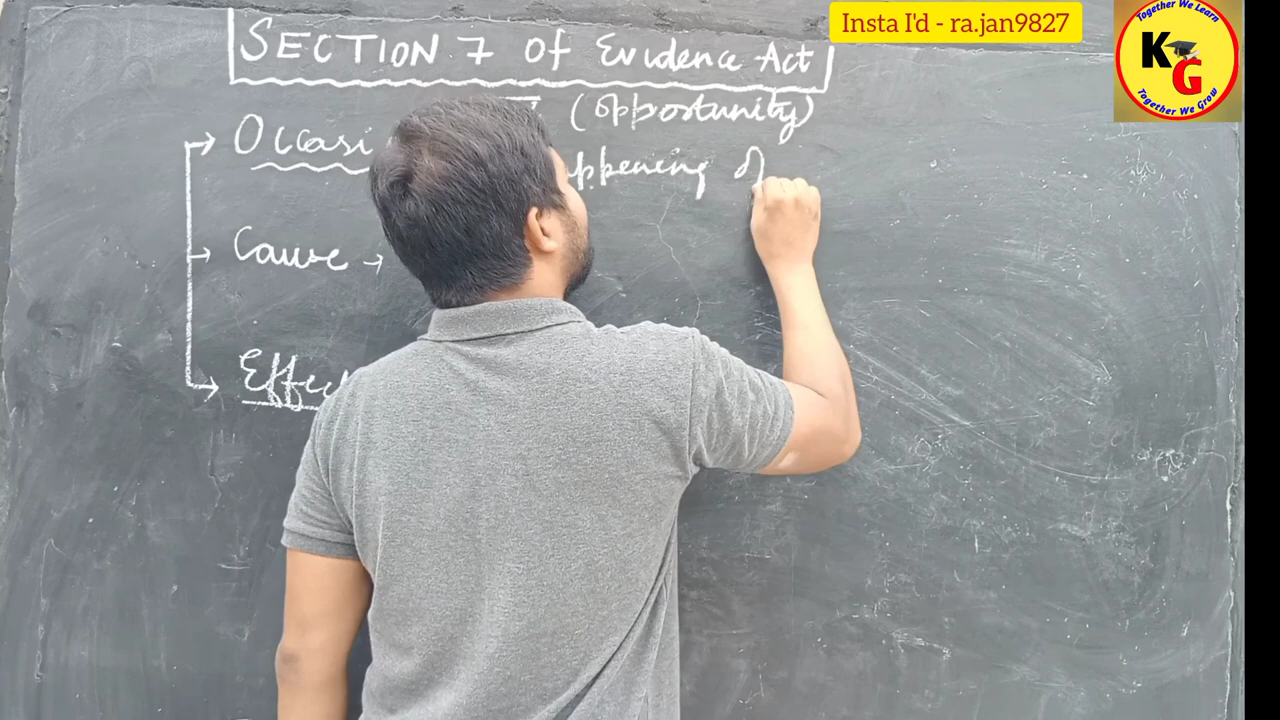 Insta I'd - ra.jan9827
Together We Learn
KG
Together We Grow
SECTION 7 Of Evidence Act
(Opportunity)
Occasi
ppening of
Cause →
Effec